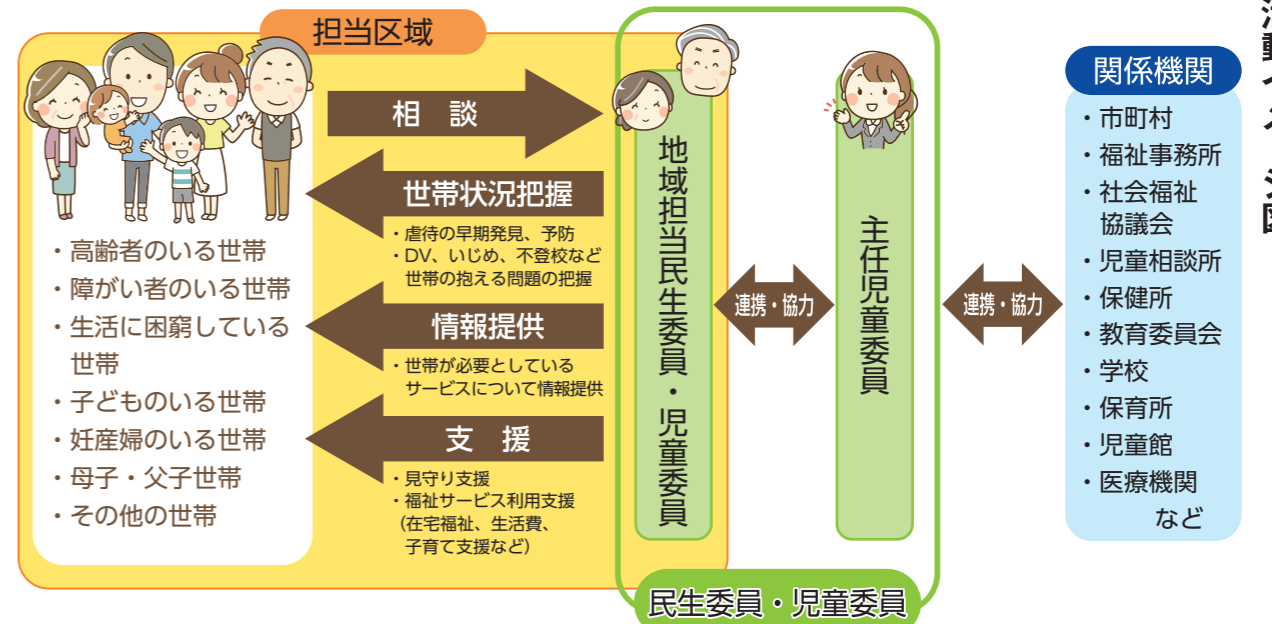 担当区域
・高齢者のいる世帯
・障がい者のいる世帯
・生活に困窮している
世帯
・子どものいる世帯
・妊産婦のいる世帯
・母子・父子世帯
・その他の世帯
相 談
世帯状況把握
・虐待の早期発見、予防
・DV、いじめ、不登校など
世帯の抱える問題の把握
情報提供
・世帯が必要としている
サービスについて情報提供
支 援
・見守り支援
・福祉サービス利用支援
(在宅福祉、生活費、
子育て支援など)
地域担当民生委員・児童委員
連携・協力
主任児童委員
民生委員・児童委員
連携・協力
関係機関
・市町村
・福祉事務所
・社会福祉
協議会
・児童相談所
・保健所
・教育委員会
・学校
・保育所
・児童館
・医療機関
など